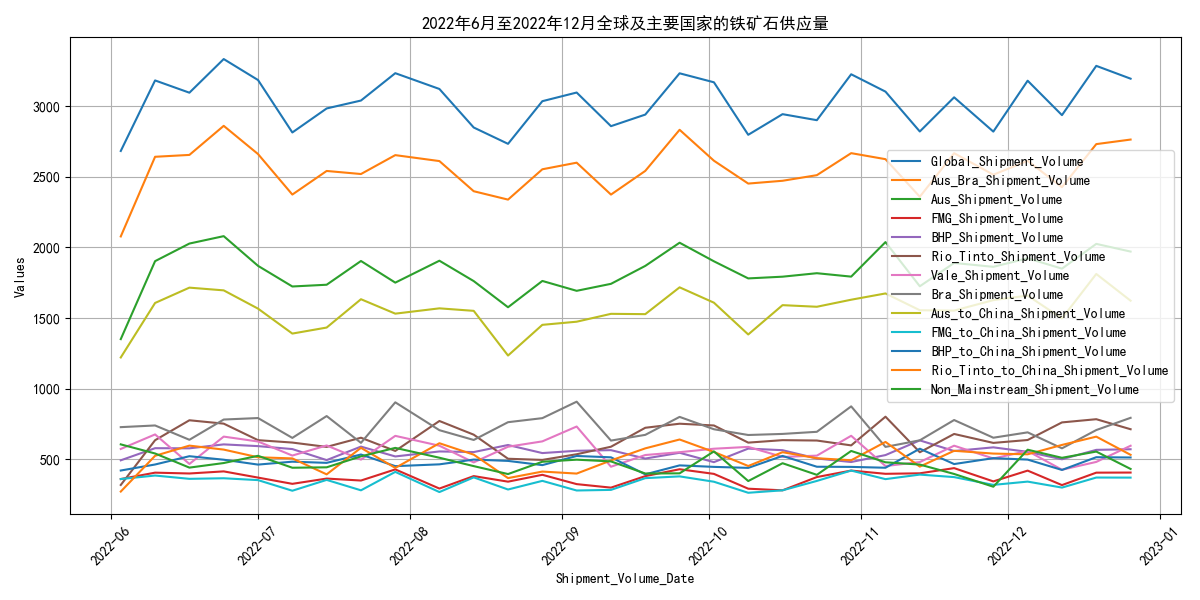 2022年6月至2022年12月全球及主要国家的铁矿石供应量
Values
3000
2500
2000
1500
1000
500
Global_Shipment_Volume
Aus_Bra_Shipment_Volume
Aus_Shipment_Volume
FMG_Shipment_Volume
BHP_Shipment_Volume
Rio_Tinto_Shipment_Volume
Vale_Shipment_Volume
Bra_Shipment_Volume
Aus_to_China_Shipment_Volume
FMG_to_China_Shipment_Volume
BHP_to_China_Shipment_Volume
Rio_Tinto_to_China_Shipment_Volume
Non_Mainstream_Shipment_Volume
2022-06
2022-07
2022-08
2022-09
2022-10
2022-11
2022-12
2023-01
Shipment_Volume_Date